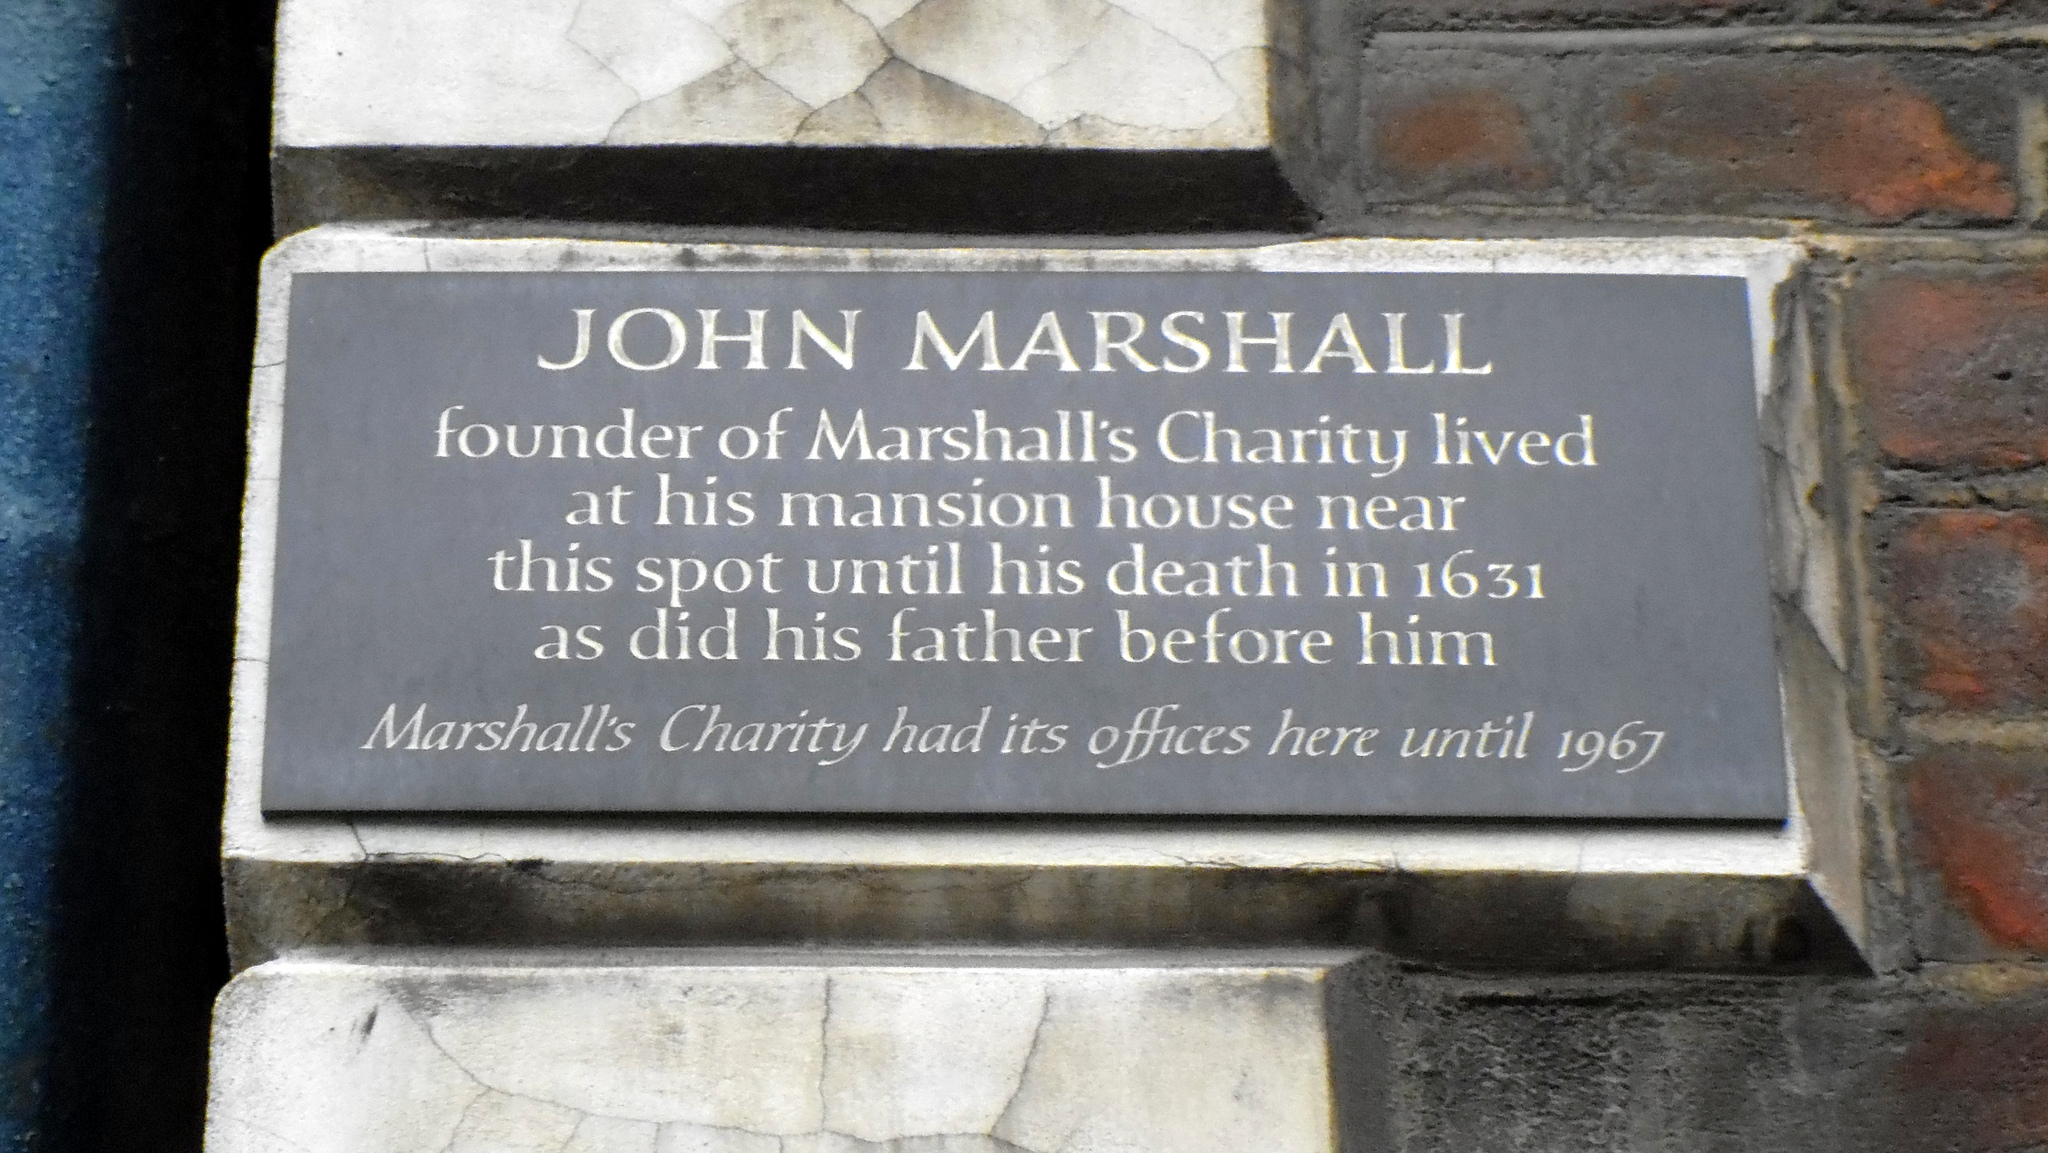 JOHN MARSHALL
founder of Marshall's Charity lived
at his mansion house near
this spot until his death in 1631
as did his father before him
Marshall's Charity had its offices here until 1967